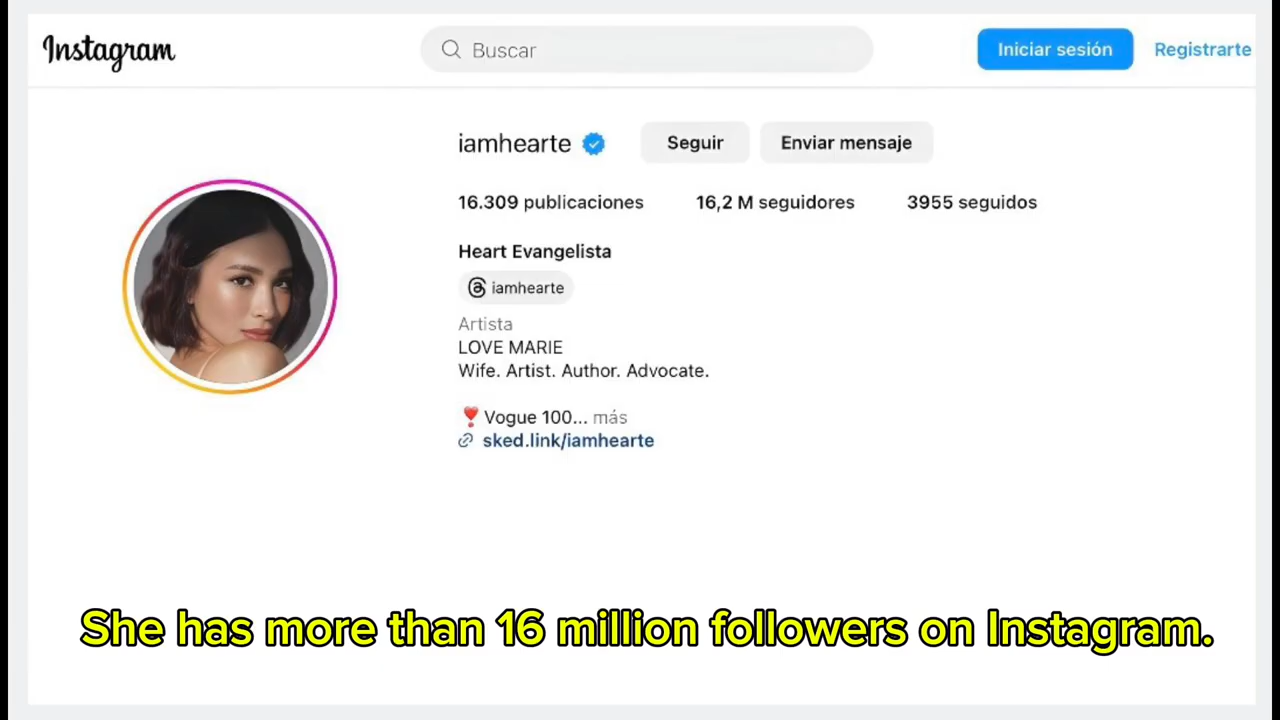 Instagram
Buscar
Iniciar sesión
Registrarte
iamhearte
Seguir
Enviar mensaje
16.309 publicaciones
16,2 M seguidores
3955 seguidos
Heart Evangelista
iamhearte
Artista
LOVE MARIE
Wife. Artist. Author. Advocate.
❣️Vogue 100... más
sked.link/iamhearte
She has more than 16 million followers on Instagram.